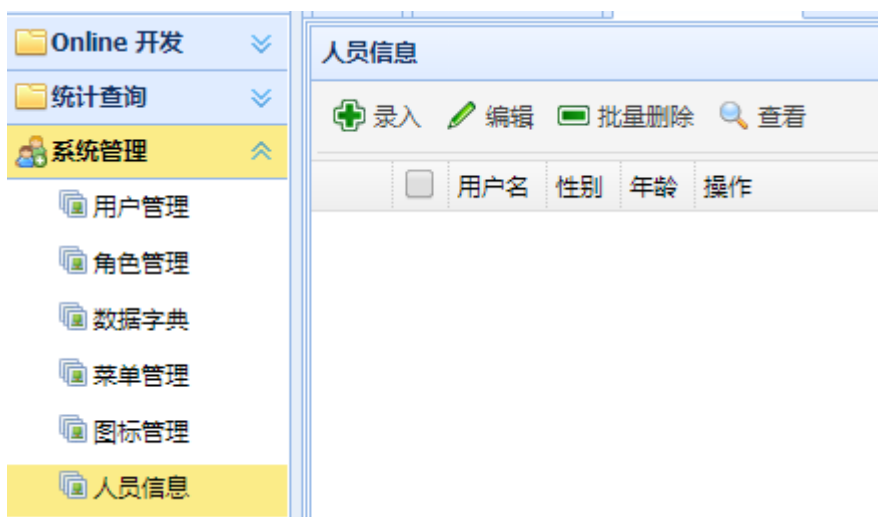 Online 开发
统计查询
系统管理
用户管理
角色管理
数据字典
菜单管理
图标管理
人员信息
人员信息
录入 编辑 批量删除 查看
用户名 性别 年龄 操作